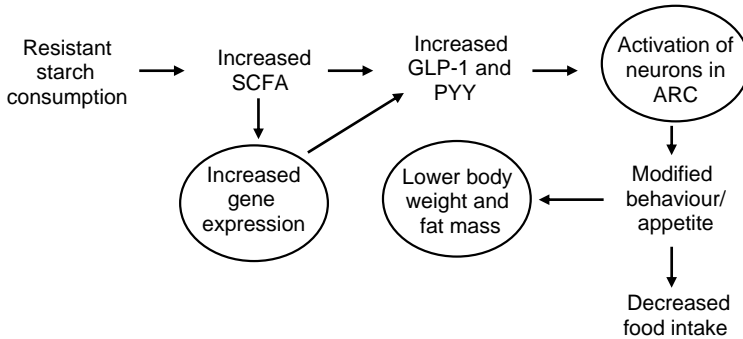 Resistant
starch
consumption
Increased
SCFA
Increased
GLP-1 and
PYY
Activation of
neurons in
ARC
Increased
gene
expression
Lower body
weight and
fat mass
Modified
behaviour/
appetite
Decreased
food intake